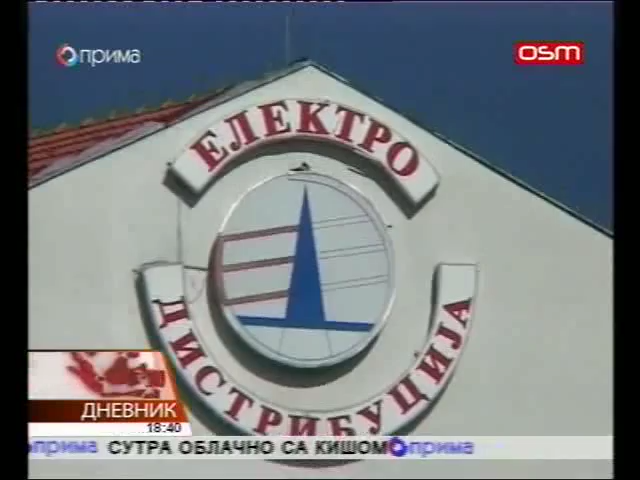 прима
OSM
ЕЛЕКТРО
ДИСТРИБУЦИЈА
ДНЕВНИК
18:40
прима СУТРА ОБЛАЧНО СА КИШОМ прима